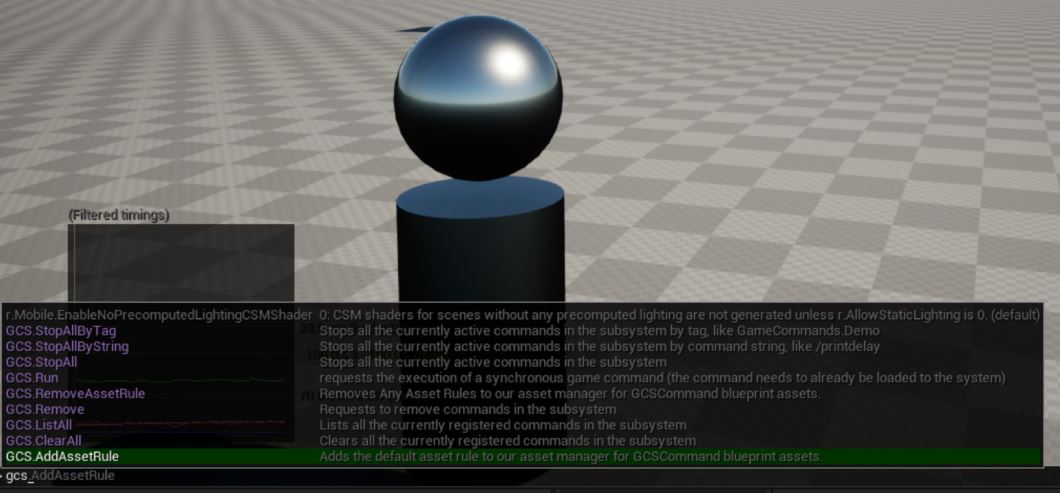 (Filtered timings)
r.Mobile.EnableNoPrecomputedLightingCSMShader 0: CSM shaders for scenes without any precomputed lighting are not generated unless r.AllowStaticLighting is 0. (default)
GCS.StopAllByTag Stops all the currently active commands in the subsystem by tag, like GameCommands.Demo
GCS.StopAllByString Stops all the currently active commands in the subsystem by command string, like /printdelay
GCS.StopAll Stops all the currently active commands in the subsystem
GCS.Run requests the execution of a synchronous game command (the command needs to already be loaded to the system)
GCS.RemoveAssetRule Removes Any Asset Rules to our asset manager for GCSCommand blueprint assets.
GCS.Remove Requests to remove commands in the subsystem
GCS.ListAll Lists all the currently registered commands in the subsystem
GCS.ClearAll Clears all the currently registered commands in the subsystem
GCS.AddAssetRule Adds the default asset rule to our asset manager for GCSCommand blueprint assets.
gcs_AddAssetRule